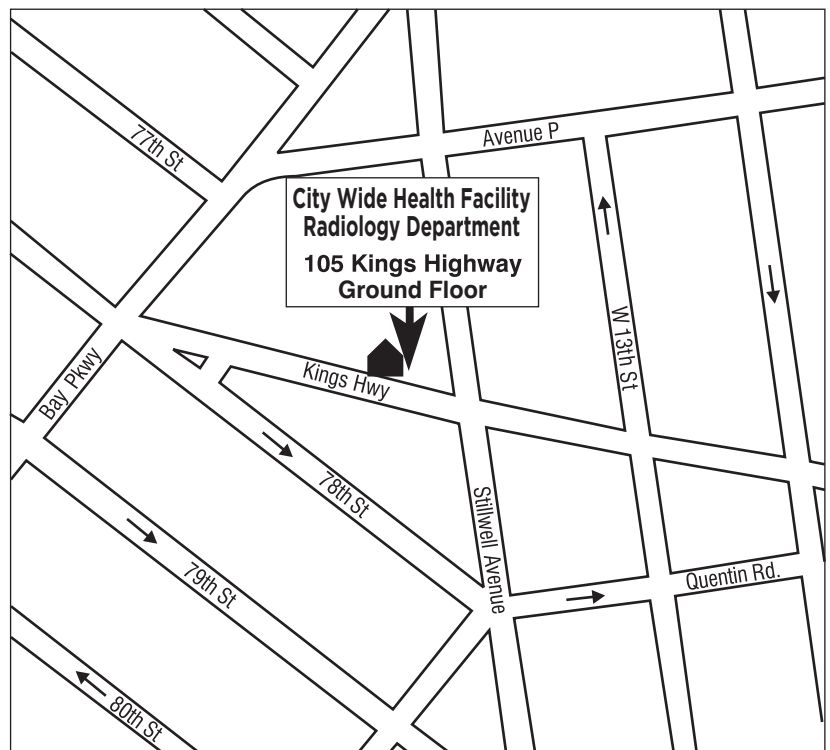 Avenue P
77th St
City Wide Health Facility
Radiology Department
105 Kings Highway
Ground Floor
W 13th St
Kings Hwy
Bay Pkwy
78th St
Stillwell Avenue
79th St
Quentin Rd.
80th St